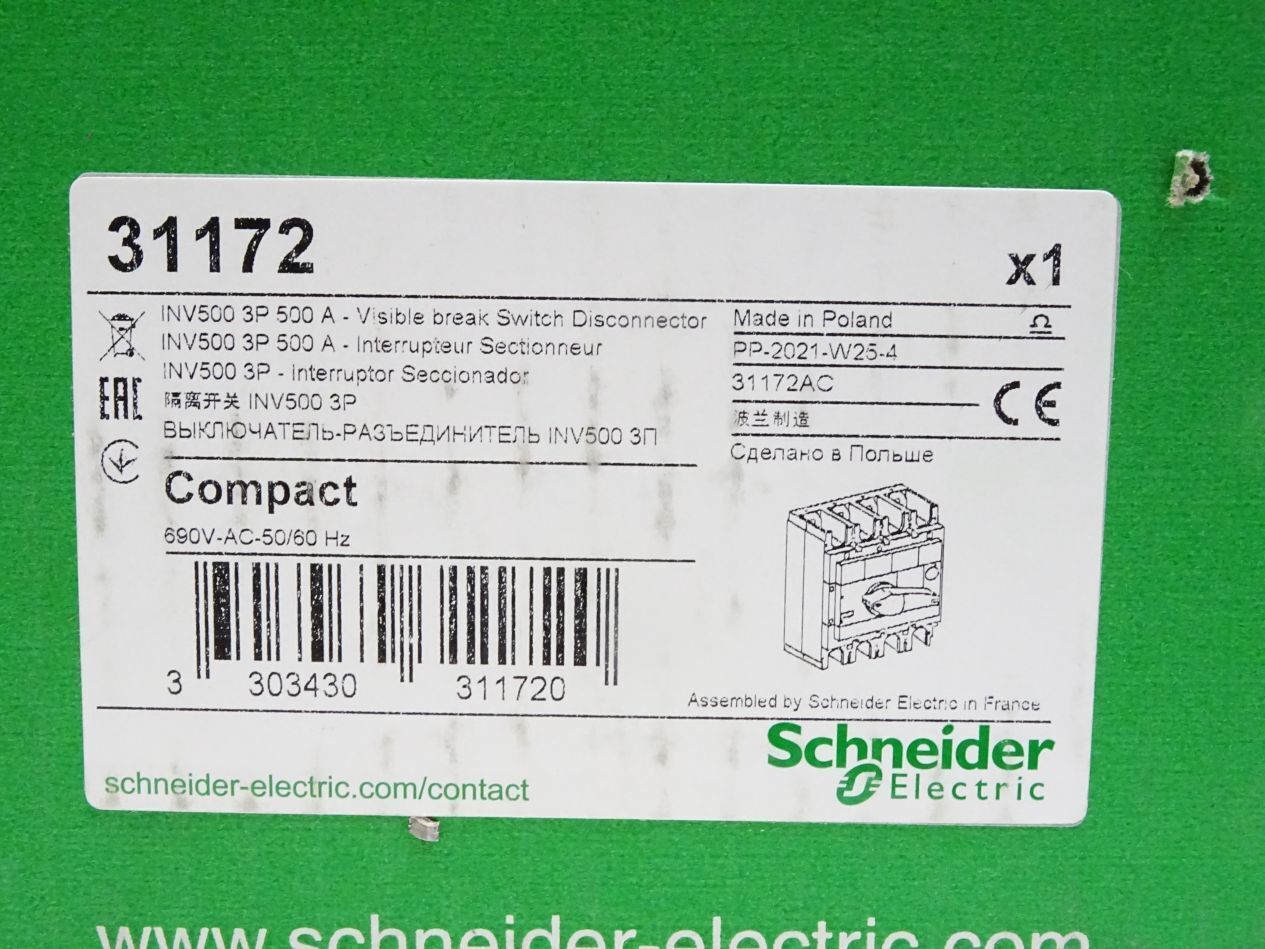 31172
x1
INV500 3P 500 A - Visible break Switch Disconnector
INV500 3P 500 A - Interrupteur Sectionneur
INV500 3P - Interruptor Seccionador
隔离开关 INV500 3P
ВЫКЛЮЧАТЕЛЬ-РАЗЪЕДИНИТЕЛЬ INV500 3П
EAC
Compact
690V-AC-50/60 Hz
3 303430 311720
Made in Poland
PP-2021-W25-4
31172AC
CE
波兰制造
Сделано в Польше
Assembled by Schneider Electric in France
schneider-electric.com/contact
Schneider
Electric
www.schneider-electric.com